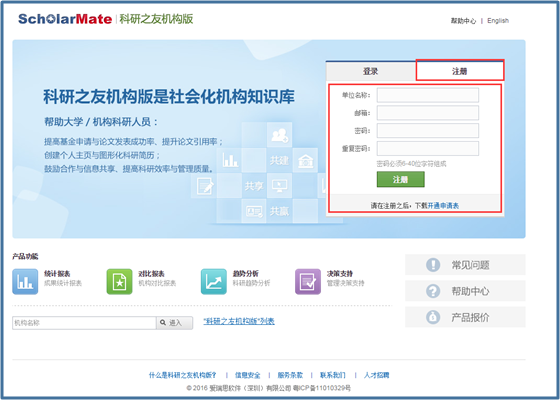 ScholarMate 科研之友机构版
帮助中心 | English
登录 注册
科研之友机构版是社会化机构知识库
帮助大学 / 机构科研人员：
提高基金申请与论文发表成功率、提升论文引用率；
创建个人主页与图形化科研简历；
鼓励合作与信息共享、提高科研效率与管理质量。
共建
共享
共赢
单位名称：
邮箱：
密码：
重复密码：
密码必须6-40位字符组成
注册
请在注册之后，下载开通申请表
产品功能
统计报表
成果统计报表
对比报表
机构对比报表
趋势分析
科研趋势分析
决策支持
管理决策支持
常见问题
帮助中心
产品报价
机构名称 进入 "科研之友机构版"列表
什么是科研之友机构版？ | 信息安全 | 服务条款 | 联系我们 | 人才招聘
© 2016 爱瑞思软件（深圳）有限公司 粤ICP备11010329号